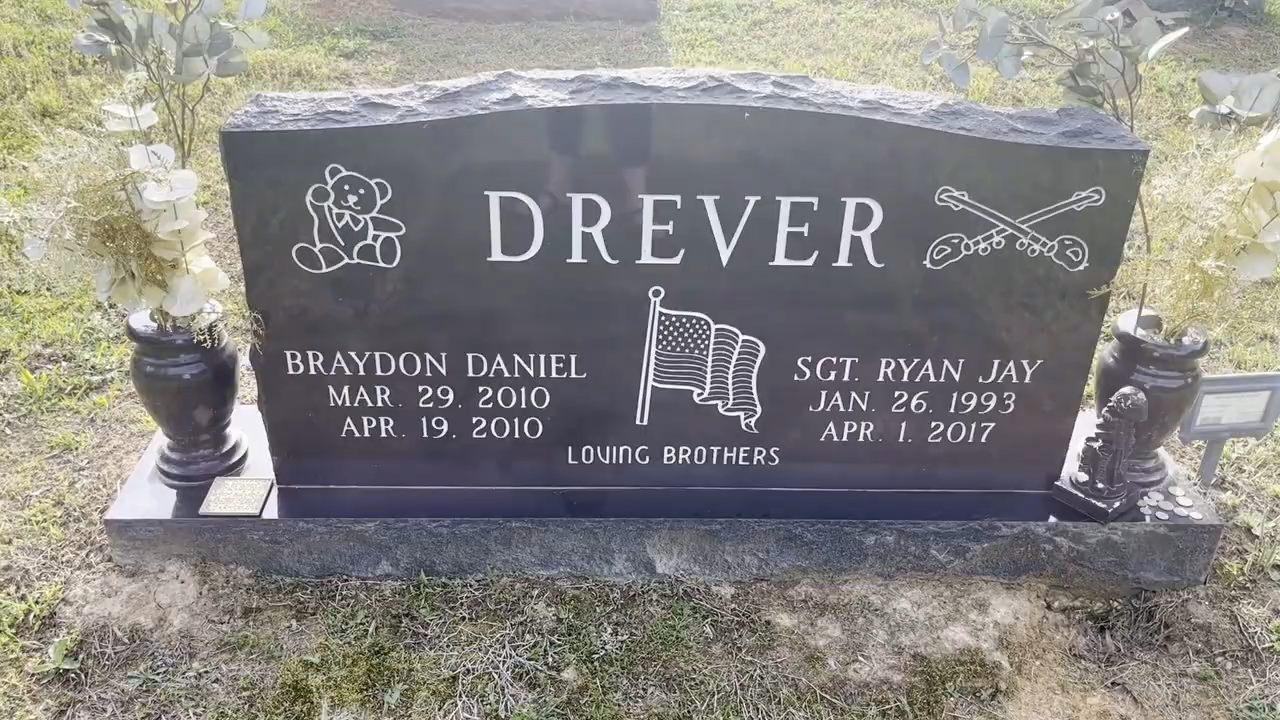 DREVER
BRAYDON DANIEL
MAR. 29. 2010
APR. 19. 2010
SGT. RYAN JAY
JAN. 26. 1993
APR. 1. 2017
LOVING BROTHERS